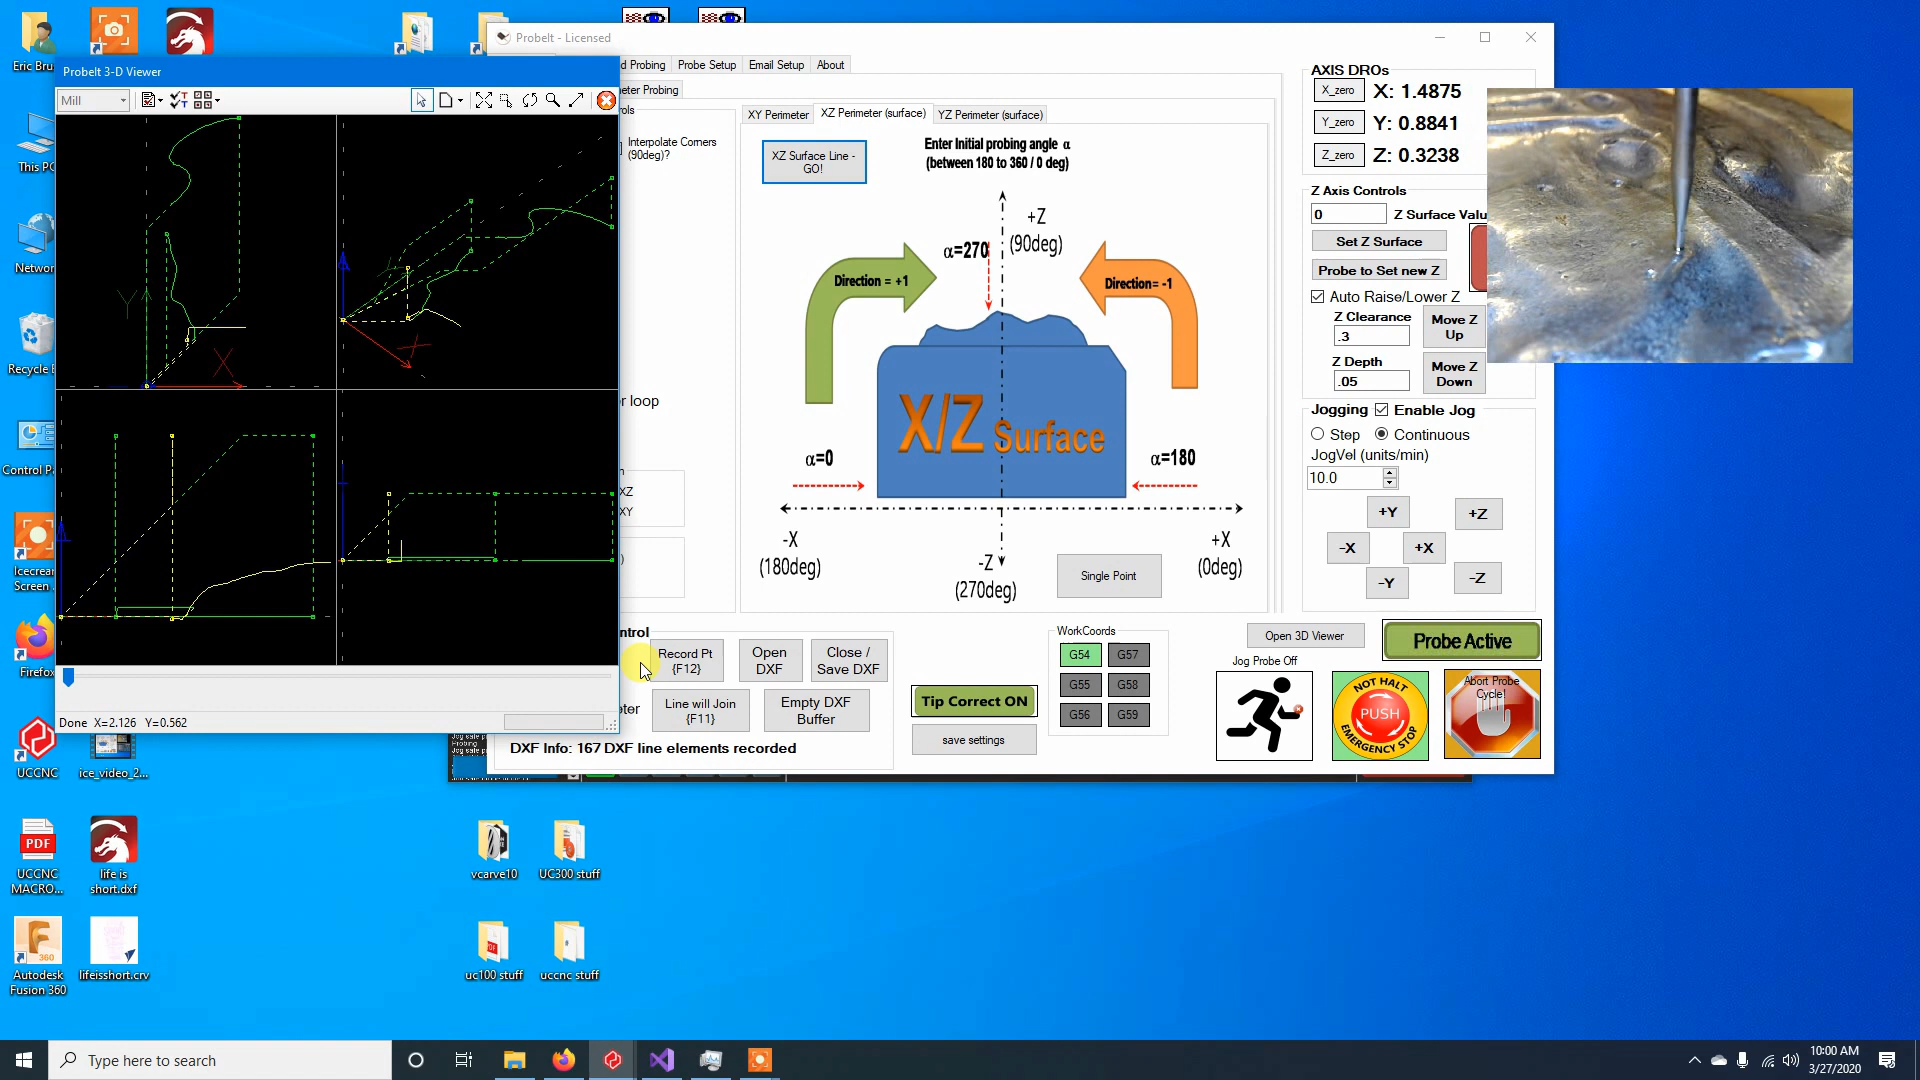 Eric Bru
This PC
Networ
Recycle B
Control Pa
Icecrea
Screen
Firefox
UCCNC
ice_video_2...
PDF
UCCNC
MACRO...
life is
short.dxf
F
360
Autodesk
Fusion 360
lifeisshort.crv
vcarve10
UC300 stuff
PDF
uc100 stuff
uccnc stuff
ProbeIt 3-D Viewer
Mill
Y
X
X
Done X=2.126 Y=0.562
ProbeIt - Licensed
d Probing
Probe Setup
Email Setup
About
eter Probing
rols
Interpolate Corners
(90deg)?
r loop
XZ
XY
XY Perimeter
XZ Perimeter (surface)
YZ Perimeter (surface)
XZ Surface Line -
GO!
Enter Initial probing angle α
(between 180 to 360 / 0 deg)
+Z
(90deg)
α=270
Direction = +1
Direction= -1
X/Z Surface
α=0
α=180
-X
(180deg)
-Z
(270deg)
+X
(0deg)
Single Point
ntrol
Record Pt
{F12}
Open
DXF
Close /
Save DXF
ter
Line will Join
{F11}
Empty DXF
Buffer
DXF Info: 167 DXF line elements recorded
Tip Correct ON
save settings
WorkCoords
G54
G57
G55
G58
G56
G59
Open 3D Viewer
Probe Active
Jog Probe Off
NOT HALT
PUSH
EMERGENCY STOP
Abort Probe
Cycle!
AXIS DROs
X_zero
X: 1.4875
Y_zero
Y: 0.8841
Z_zero
Z: 0.3238
Z Axis Controls
0
Z Surface Valu
Set Z Surface
Probe to Set new Z
Auto Raise/Lower Z
Z Clearance
.3
Move Z
Up
Z Depth
.05
Move Z
Down
Jogging
Enable Jog
Step
Continuous
JogVel (units/min)
10.0
+Y
+Z
-X
+X
-Y
-Z
Type here to search
10:00 AM
3/27/2020